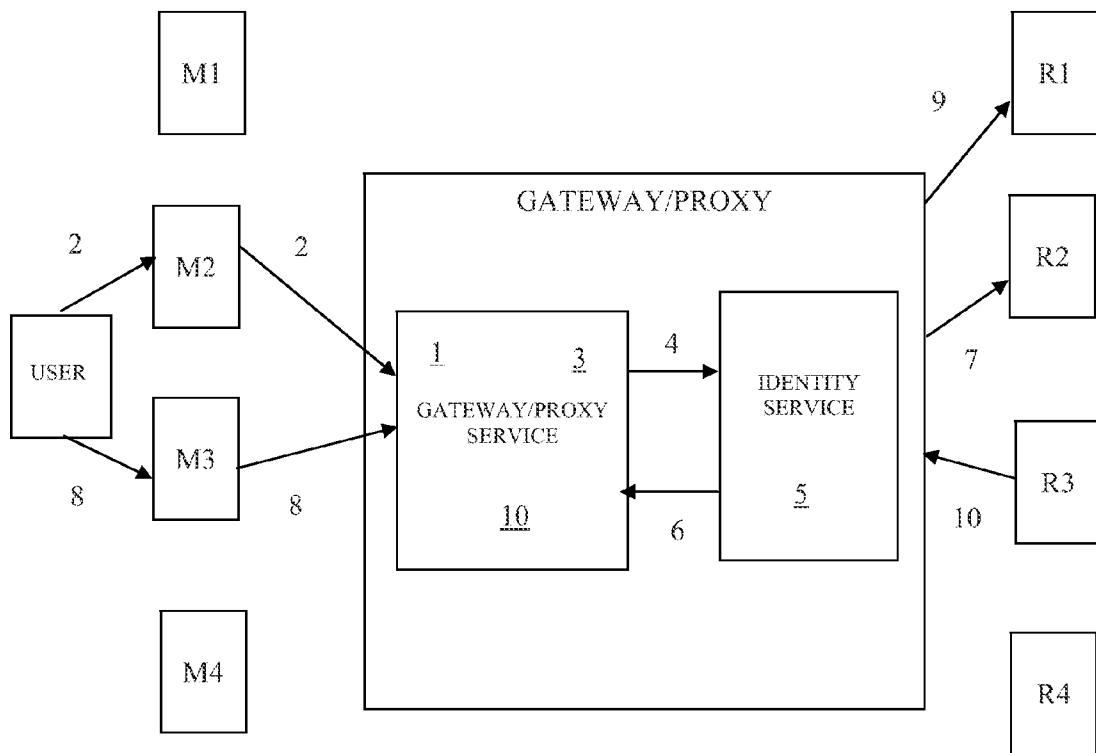 M1
R1
9
GATEWAY/PROXY
2
M2
2
R2
1
3
4
7
USER
GATEWAY/PROXY
SERVICE
IDENTITY
SERVICE
M3
8
8
10
6
5
R3
10
M4
R4